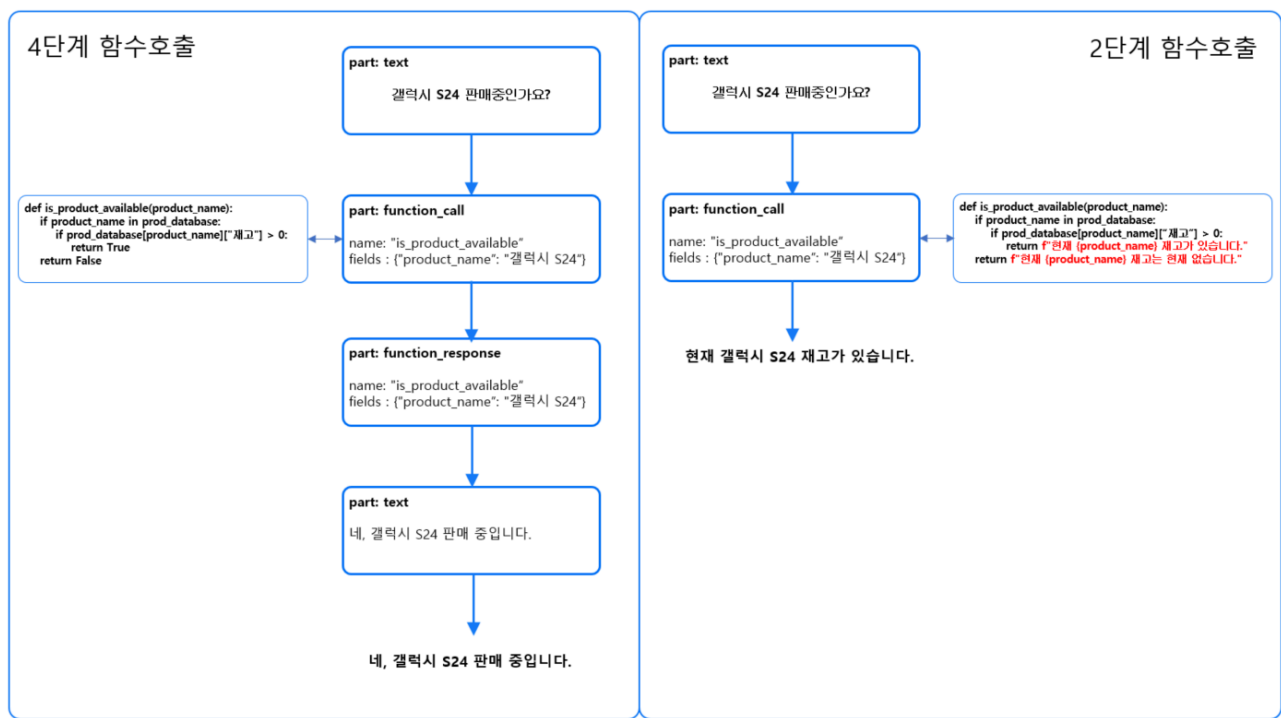 4단계 함수호출
part: text
갤럭시 S24 판매중인가요?
def is_product_available(product_name):
if product_name in prod_database:
if prod_database[product_name]["재고"] > 0:
return True
return False
part: function_call
name: "is_product_available"
fields : {"product_name": "갤럭시 S24"}
part: function_response
name: "is_product_available"
fields : {"product_name": "갤럭시 S24"}
part: text
네, 갤럭시 S24 판매 중입니다.
네, 갤럭시 S24 판매 중입니다.
2단계 함수호출
part: text
갤럭시 S24 판매중인가요?
part: function_call
name: "is_product_available"
fields : {"product_name": "갤럭시 S24"}
def is_product_available(product_name):
if product_name in prod_database:
if prod_database[product_name]["재고"] > 0:
return f"현재 {product_name} 재고가 있습니다."
return f"현재 {product_name} 재고는 현재 없습니다."
현재 갤럭시 S24 재고가 있습니다.